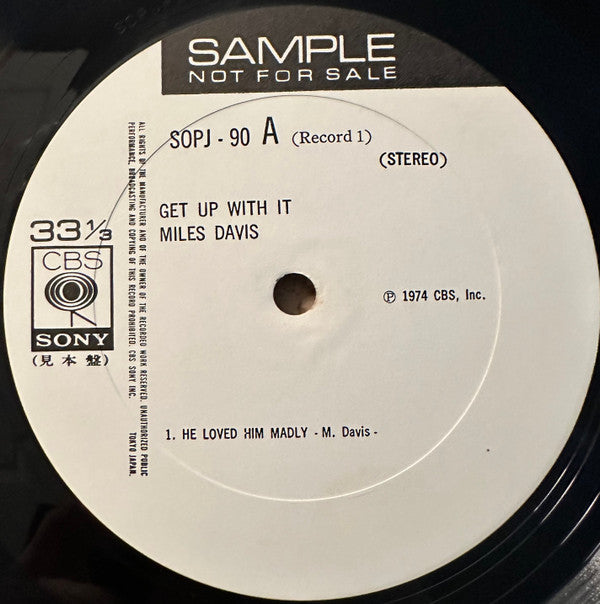 SAMPLE
NOT FOR SALE
SOPJ - 90 A (Record 1)
(STEREO)
GET UP WITH IT
MILES DAVIS
33 1/3
CBS
SONY
(見本盤)
℗ 1974 CBS, Inc.
1. HE LOVED HIM MADLY - M. Davis -
ALL RIGHTS OF THE MANUFACTURER AND OF THE OWNER OF THE RECORDED WORK RESERVED. UNAUTHORIZED PUBLIC
PERFORMANCE, BROADCASTING AND COPYING OF THIS RECORD PROHIBITED. CBS SONY INC. TOKYO JAPAN.